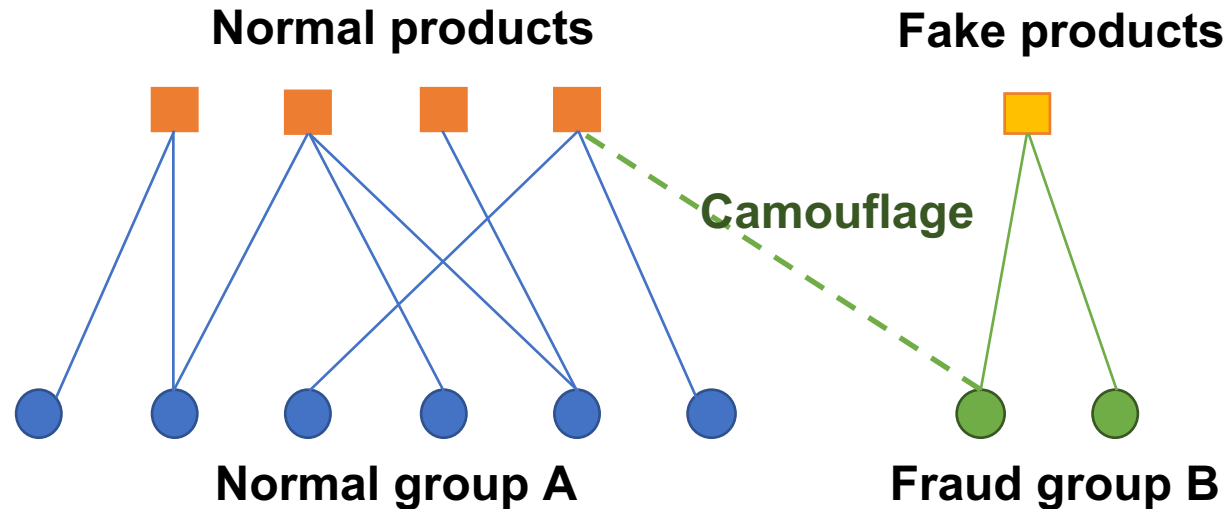 Normal products
Fake products
Camouflage
Normal group A
Fraud group B